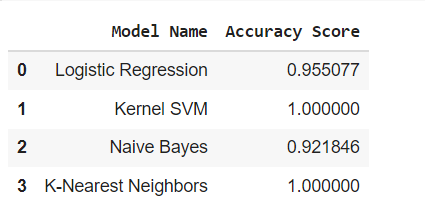 Model Name Accuracy Score
0 Logistic Regression 0.955077
1 Kernel SVM 1.000000
2 Naive Bayes 0.921846
3 K-Nearest Neighbors 1.000000